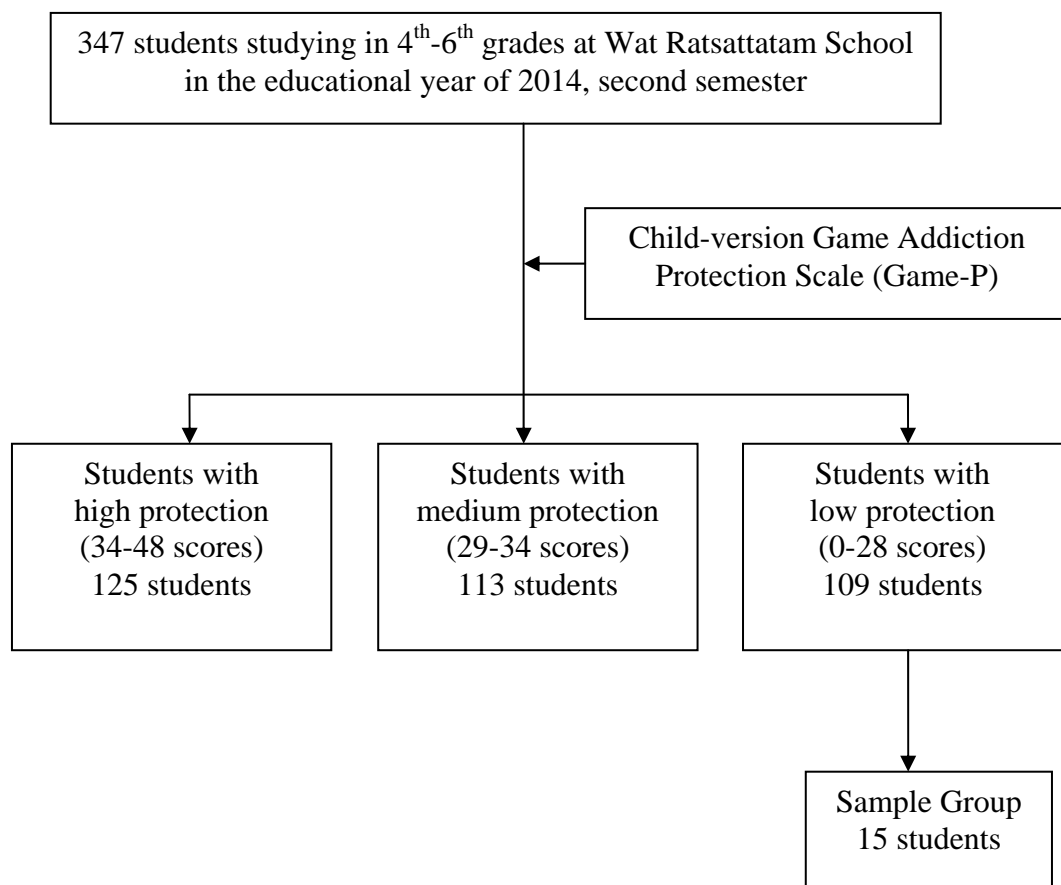 347 students studying in 4th-6th grades at Wat Ratsattatam School
in the educational year of 2014, second semester
Child-version Game Addiction
Protection Scale (Game-P)
Students with
high protection
(34-48 scores)
125 students
Students with
medium protection
(29-34 scores)
113 students
Students with
low protection
(0-28 scores)
109 students
Sample Group
15 students